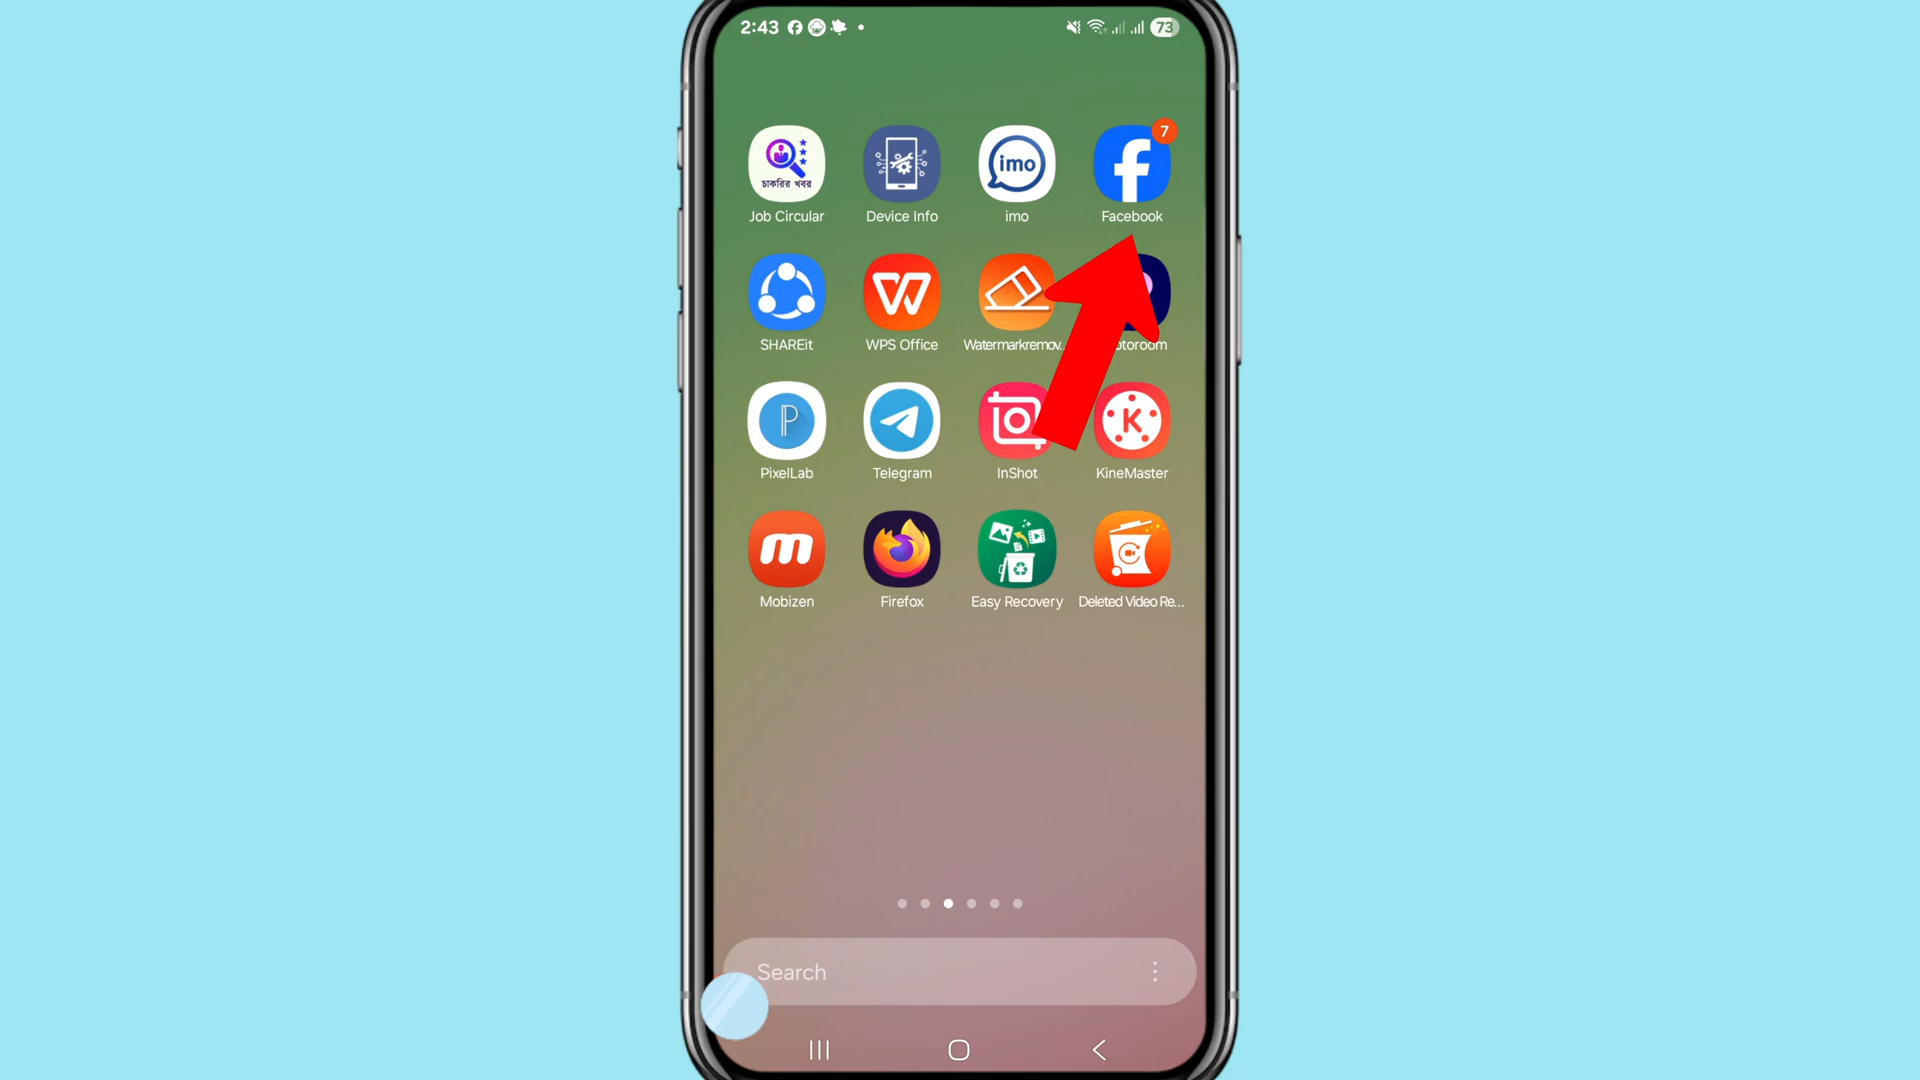 2:43
73
7
চাকরির খবর
imo
Job Circular
Device Info
imo
Facebook
SHAREit
WPS Office
Watermarkremov..
otoroom
P
K
PixelLab
Telegram
InShot
KineMaster
m
Mobizen
Firefox
Easy Recovery
Deleted Video Re...
Search